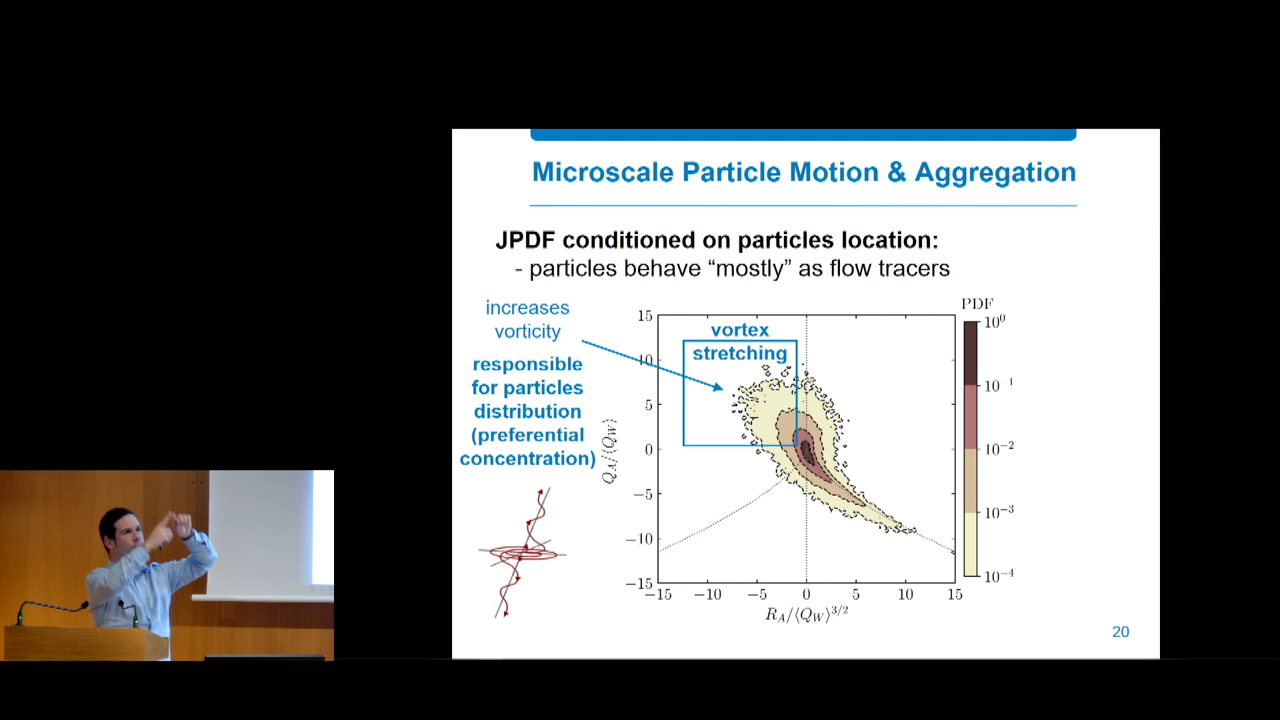 Microscale Particle Motion & Aggregation
JPDF conditioned on particles location:
- particles behave “mostly” as flow tracers
increases
vorticity
responsible
for particles
distribution
(preferential
concentration)
vortex
stretching
PDF
15
10
5
0
−5
−10
−15
−15
−10
−5
0
5
10
15
Q_A/⟨Q_W⟩
R_A/⟨Q_W⟩^{3/2}
10^0
10^{-1}
10^{-2}
10^{-3}
10^{-4}
20